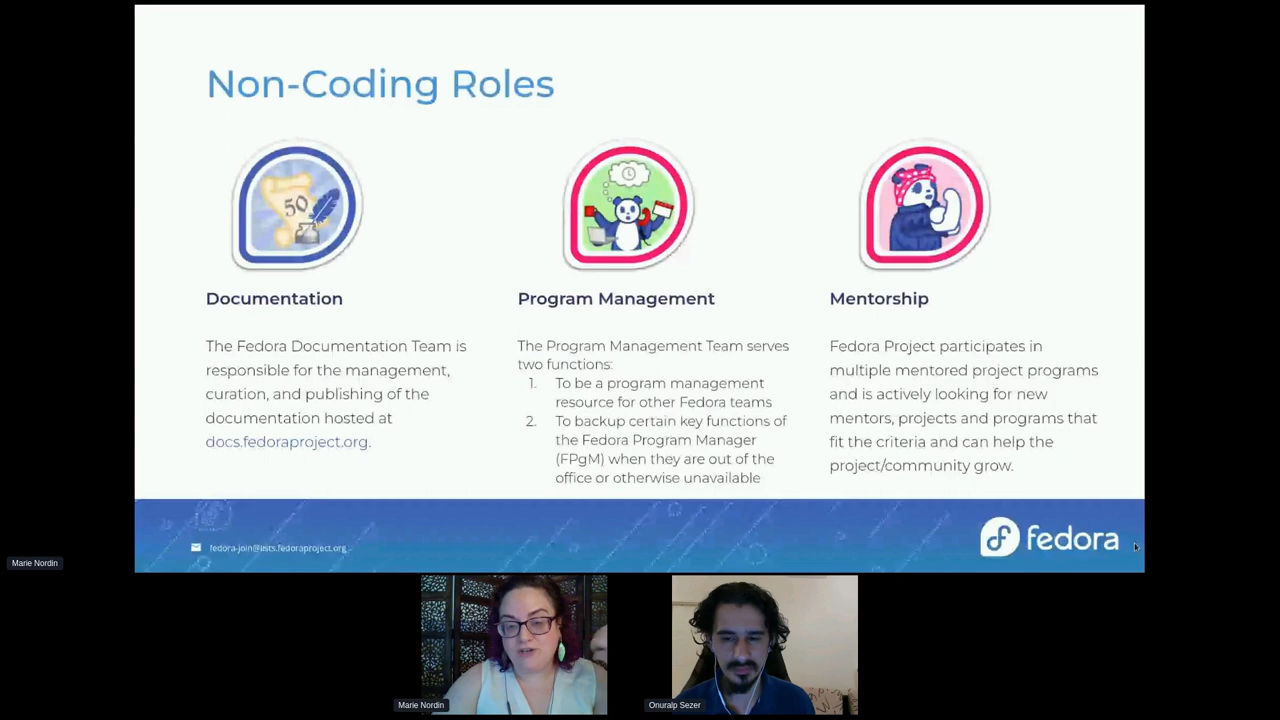 Non-Coding Roles
50
Documentation
The Fedora Documentation Team is
responsible for the management,
curation, and publishing of the
documentation hosted at
docs.fedoraproject.org.
Program Management
The Program Management Team serves
two functions:
1. To be a program management
resource for other Fedora teams
2. To backup certain key functions of
the Fedora Program Manager
(FPgM) when they are out of the
office or otherwise unavailable
Mentorship
Fedora Project participates in
multiple mentored project programs
and is actively looking for new
mentors, projects and programs that
fit the criteria and can help the
project/community grow.
fedora-join@lists.fedoraproject.org
fedora
Marie Nordin
Marie Nordin
Onuralp Sezer